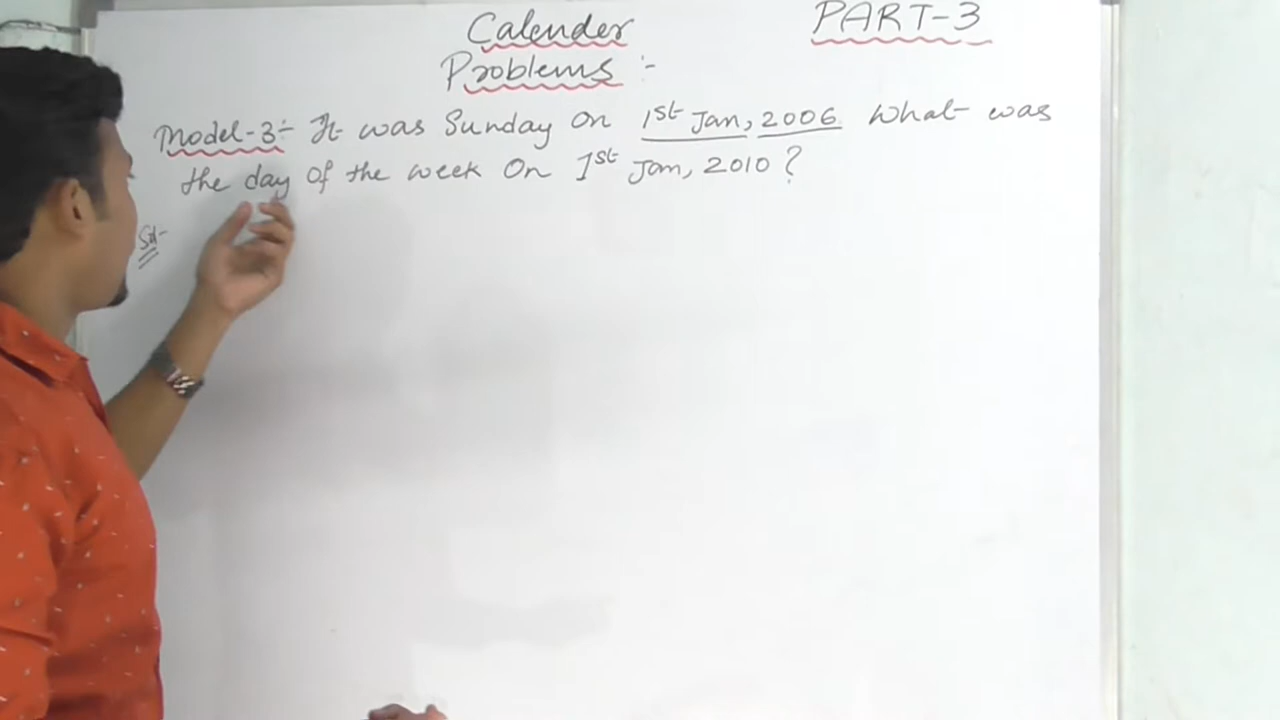 Calender
PART-3
Problems :-
Model-3:- It was Sunday on 1st Jan, 2006 What was
the day of the week On 1st Jan, 2010 ?
Sol-